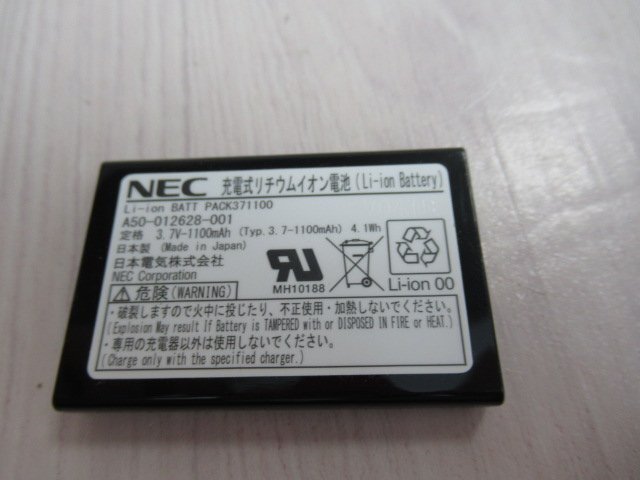 NEC 充電式リチウムイオン電池 (Li-ion Battery)
Li-ion BATT PACK371100
A50-012628-001
定格 3.7V-1100mAh (Typ.3.7-1100mAh) 4.1Wh
日本製 (Made in Japan)
日本電気株式会社
NEC Corporation
MH10188
Li-ion 00
⚠危険(WARNING)
・破裂しますので火中に投じたり、不正使用・加熱しないでください。
(Explosion May result If Battery is TAMPERED with or DISPOSED IN FIRE or HEAT.)
・専用の充電器以外は使用しないでください。
(Charge only with the specified charger.)